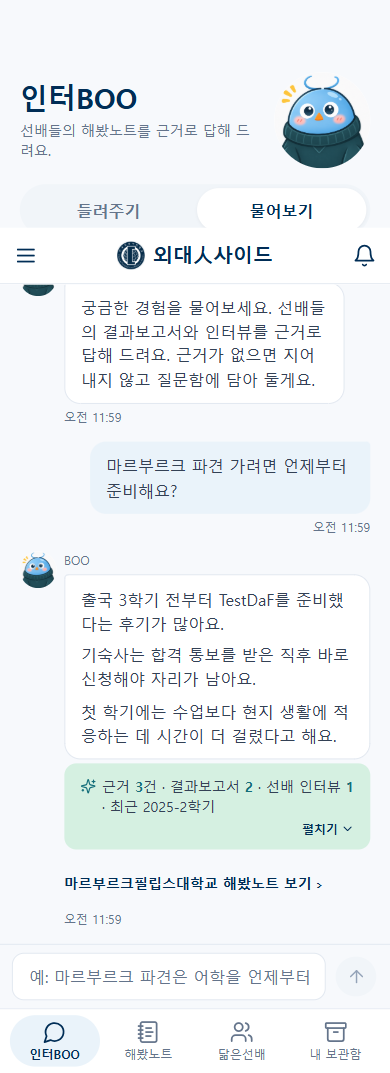 인터BOO
선배들의 해봤노트를 근거로 답해 드
려요.
들려주기
물어보기
외대人사이드
궁금한 경험을 물어보세요. 선배들
의 결과보고서와 인터뷰를 근거로
답해 드려요. 근거가 없으면 지어
내지 않고 질문함에 담아 둘게요.
오전 11:59
마르부르크 파견 가려면 언제부터
준비해요?
오전 11:59
BOO
출국 3학기 전부터 TestDaF를 준비했
다는 후기가 많아요.
기숙사는 합격 통보를 받은 직후 바로
신청해야 자리가 남아요.
첫 학기에는 수업보다 현지 생활에 적
응하는 데 시간이 더 걸렸다고 해요.
근거 3건 · 결과보고서 2 · 선배 인터뷰 1
· 최근 2025-2학기
펼치기
마르부르크필립스대학교 해봤노트 보기 ›
오전 11:59
예: 마르부르크 파견은 어학을 언제부터
인터BOO
해봤노트
닮은선배
내 보관함